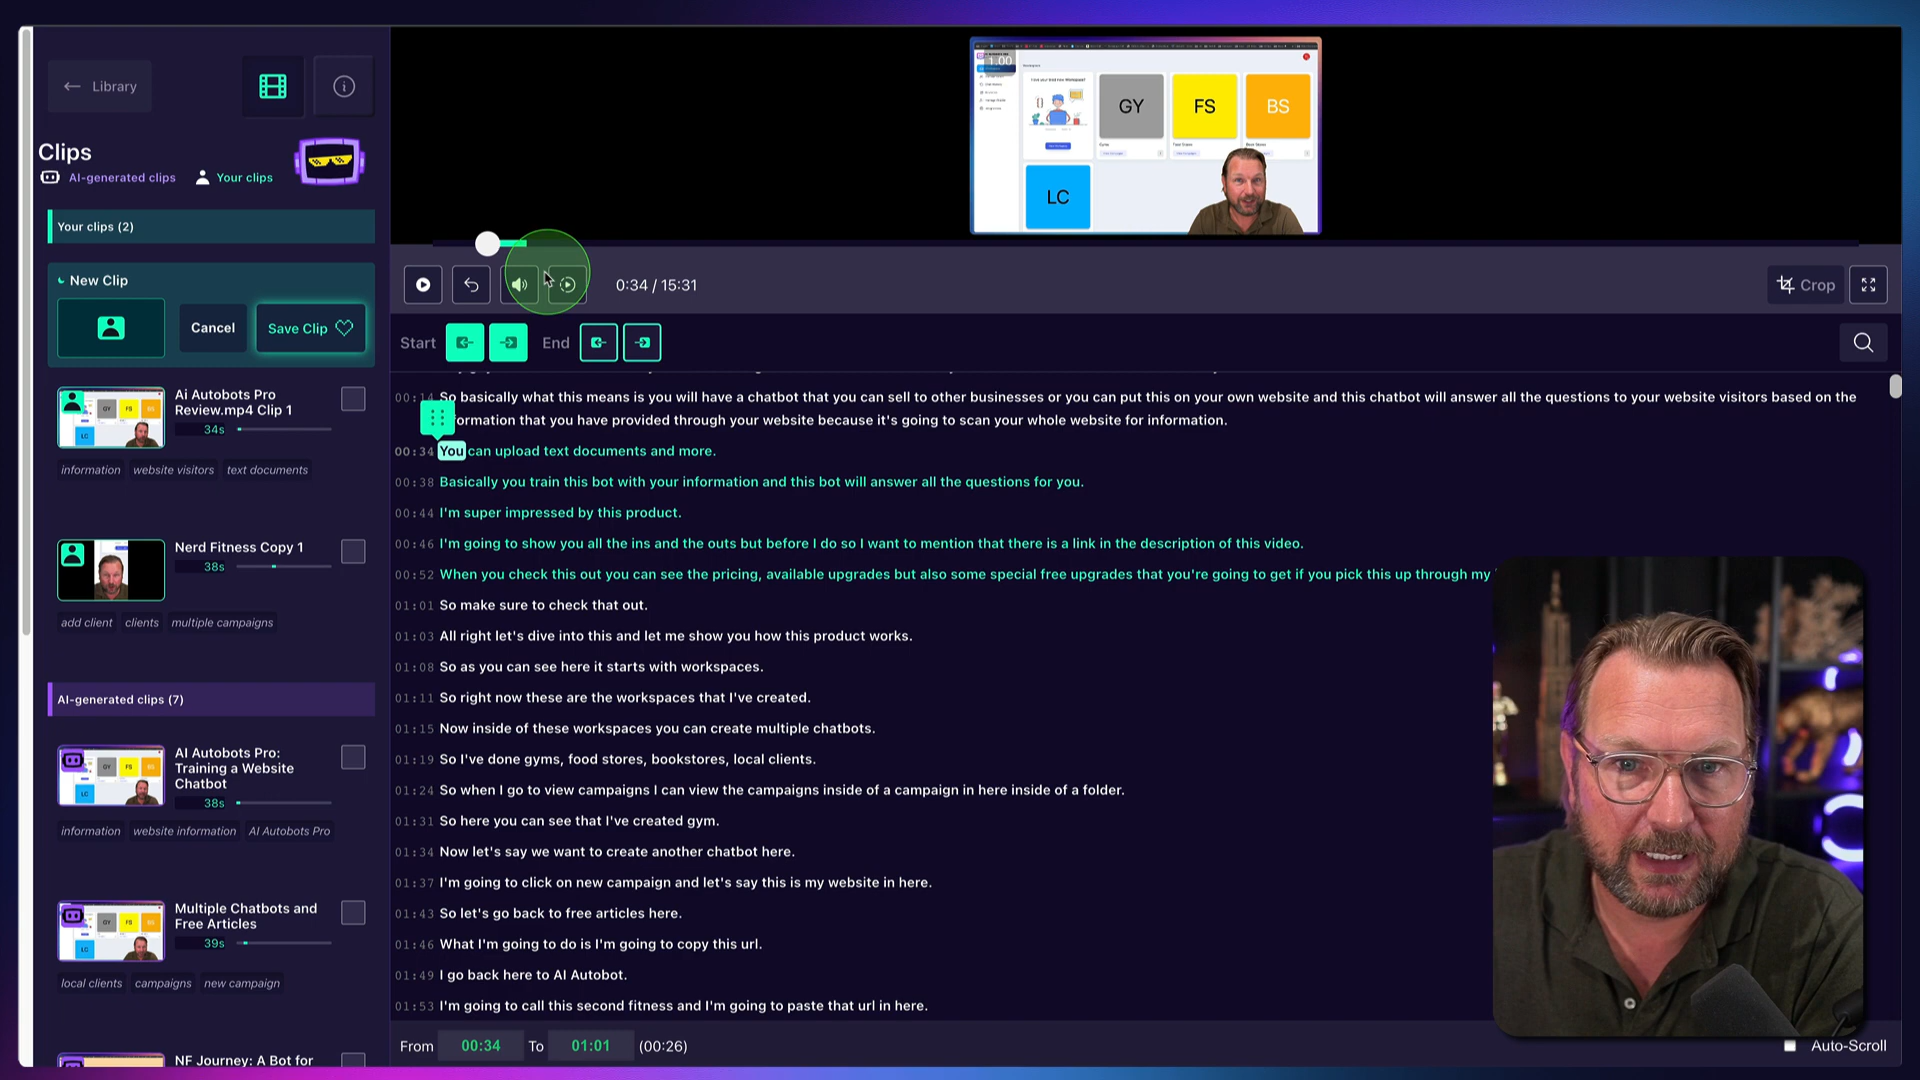 Library
Clips
AI-generated clips
Your clips
Your clips (2)
New Clip
Cancel
Save Clip
Ai Autobots Pro
Review.mp4 Clip 1
34s
information website visitors text documents
Nerd Fitness Copy 1
38s
add client clients multiple campaigns
AI-generated clips (7)
AI Autobots Pro:
Training a Website
Chatbot
38s
information website information AI Autobots Pro
Multiple Chatbots and
Free Articles
39s
local clients campaigns new campaign
NF Journey: A Bot for
1.00
GY
FS
BS
LC
0:34 / 15:31
Crop
Start
End
00:14 So basically what this means is you will have a chatbot that you can sell to other businesses or you can put this on your own website and this chatbot will answer all the questions to your website visitors based on the
ormation that you have provided through your website because it's going to scan your whole website for information.
00:34 You can upload text documents and more.
00:38 Basically you train this bot with your information and this bot will answer all the questions for you.
00:44 I'm super impressed by this product.
00:46 I'm going to show you all the ins and the outs but before I do so I want to mention that there is a link in the description of this video.
00:52 When you check this out you can see the pricing, available upgrades but also some special free upgrades that you're going to get if you pick this up through my
01:01 So make sure to check that out.
01:03 All right let's dive into this and let me show you how this product works.
01:08 So as you can see here it starts with workspaces.
01:11 So right now these are the workspaces that I've created.
01:15 Now inside of these workspaces you can create multiple chatbots.
01:19 So I've done gyms, food stores, bookstores, local clients.
01:24 So when I go to view campaigns I can view the campaigns inside of a campaign in here inside of a folder.
01:31 So here you can see that I've created gym.
01:34 Now let's say we want to create another chatbot here.
01:37 I'm going to click on new campaign and let's say this is my website in here.
01:43 So let's go back to free articles here.
01:46 What I'm going to do is I'm going to copy this url.
01:49 I go back here to AI Autobot.
01:53 I'm going to call this second fitness and I'm going to paste that url in here.
From 00:34 To 01:01 (00:26)
Auto-Scroll